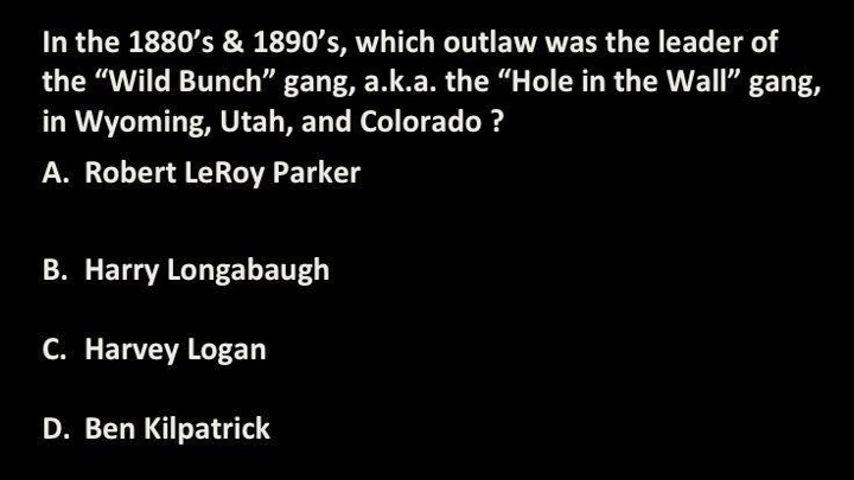 In the 1880’s & 1890’s, which outlaw was the leader of
the “Wild Bunch” gang, a.k.a. the “Hole in the Wall” gang,
in Wyoming, Utah, and Colorado ?
A. Robert LeRoy Parker
B. Harry Longabaugh
C. Harvey Logan
D. Ben Kilpatrick